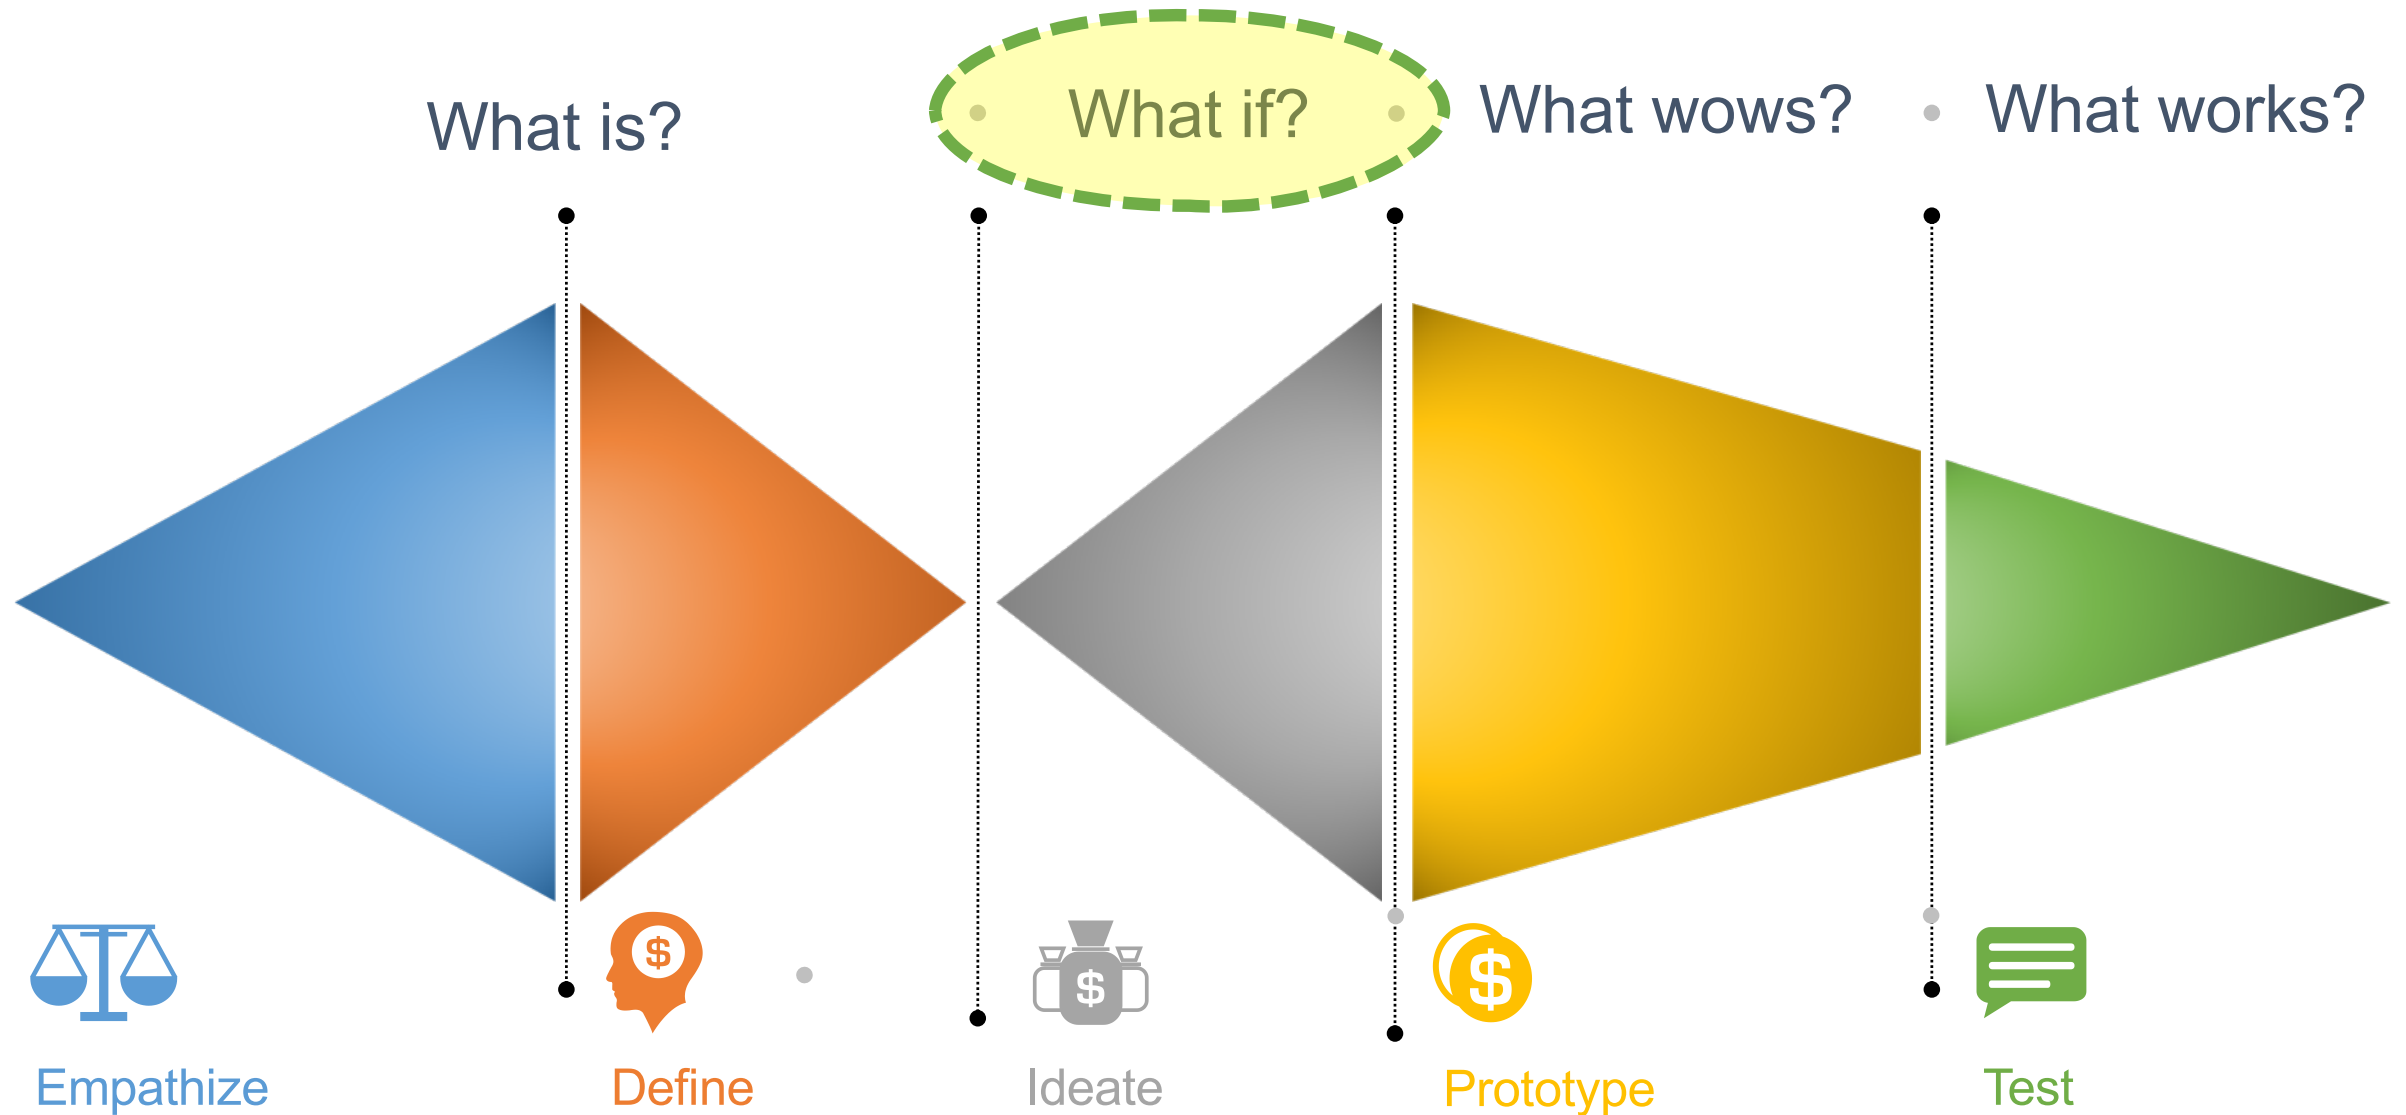 What is?
What if?
What wows?
What works?
$
$
$
Empathize
Define
Ideate
Prototype
Test